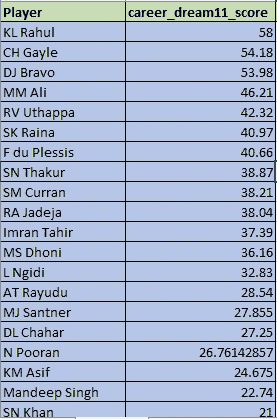 Player career_dream11_score
KL Rahul 58
CH Gayle 54.18
DJ Bravo 53.98
MM Ali 46.21
RV Uthappa 42.32
SK Raina 40.97
F du Plessis 40.66
SN Thakur 38.87
SM Curran 38.21
RA Jadeja 38.04
Imran Tahir 37.39
MS Dhoni 36.16
L Ngidi 32.83
AT Rayudu 28.54
MJ Santner 27.855
DL Chahar 27.25
N Pooran 26.76142857
KM Asif 24.675
Mandeep Singh 22.74
SN Khan 21